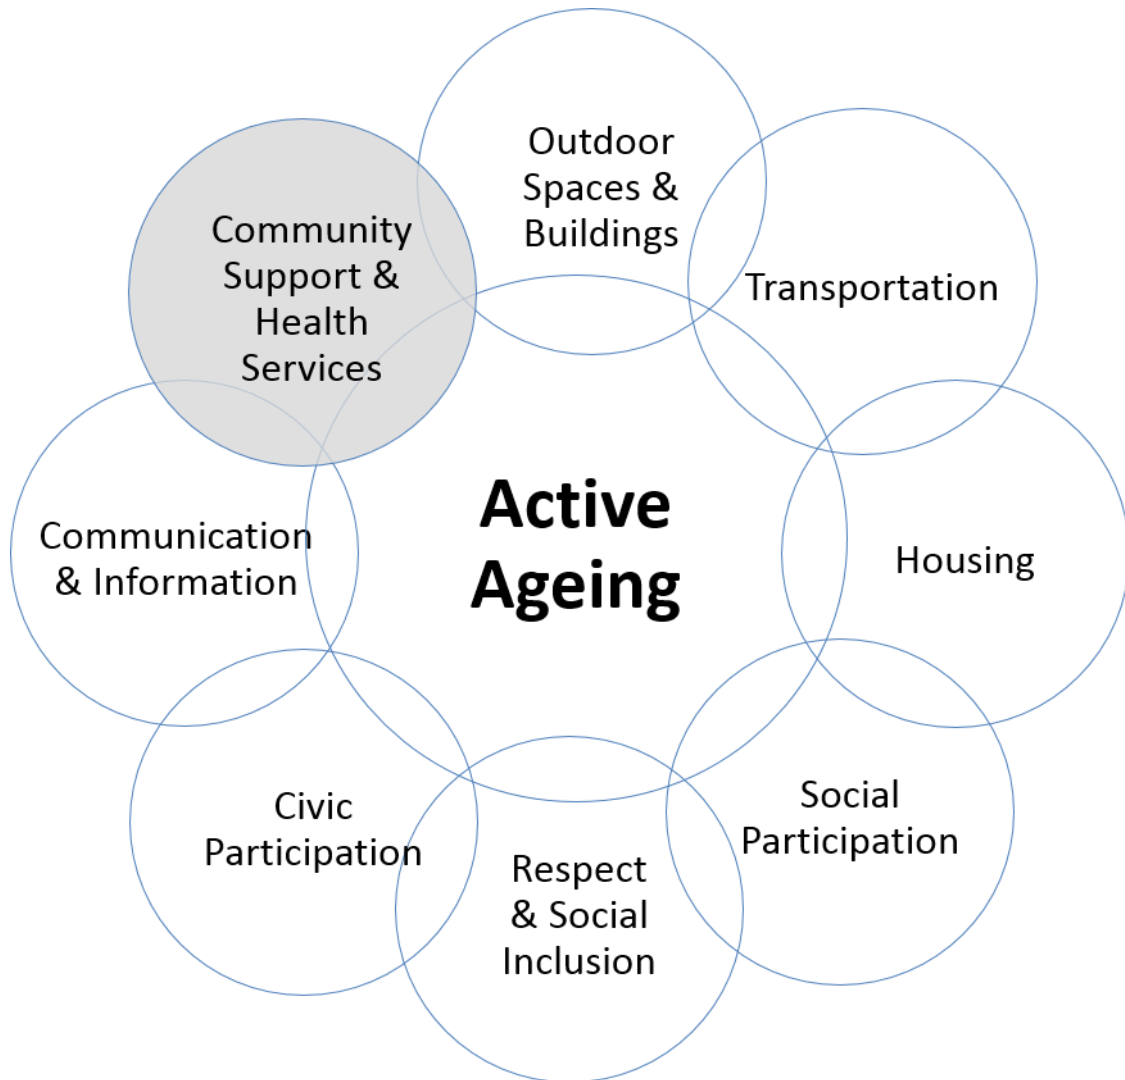 Outdoor
Spaces &
Buildings
Transportation
Housing
Social
Participation
Respect
& Social
Inclusion
Civic
Participation
Communication
& Information
Community
Support &
Health
Services
Active
Ageing